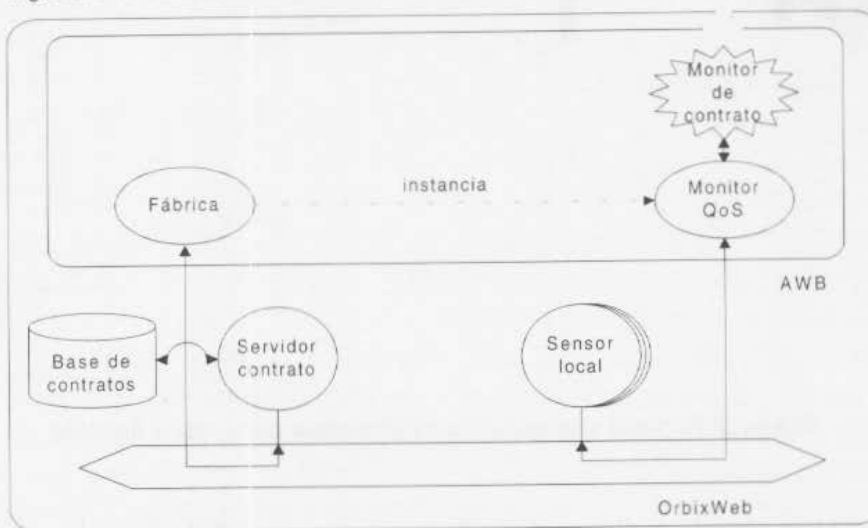 Monitor
de
contrato
instancia
Fábrica
Monitor
QoS
AWB
Base de
contratos
Servidor
contrato
Sensor
local
OrbixWeb